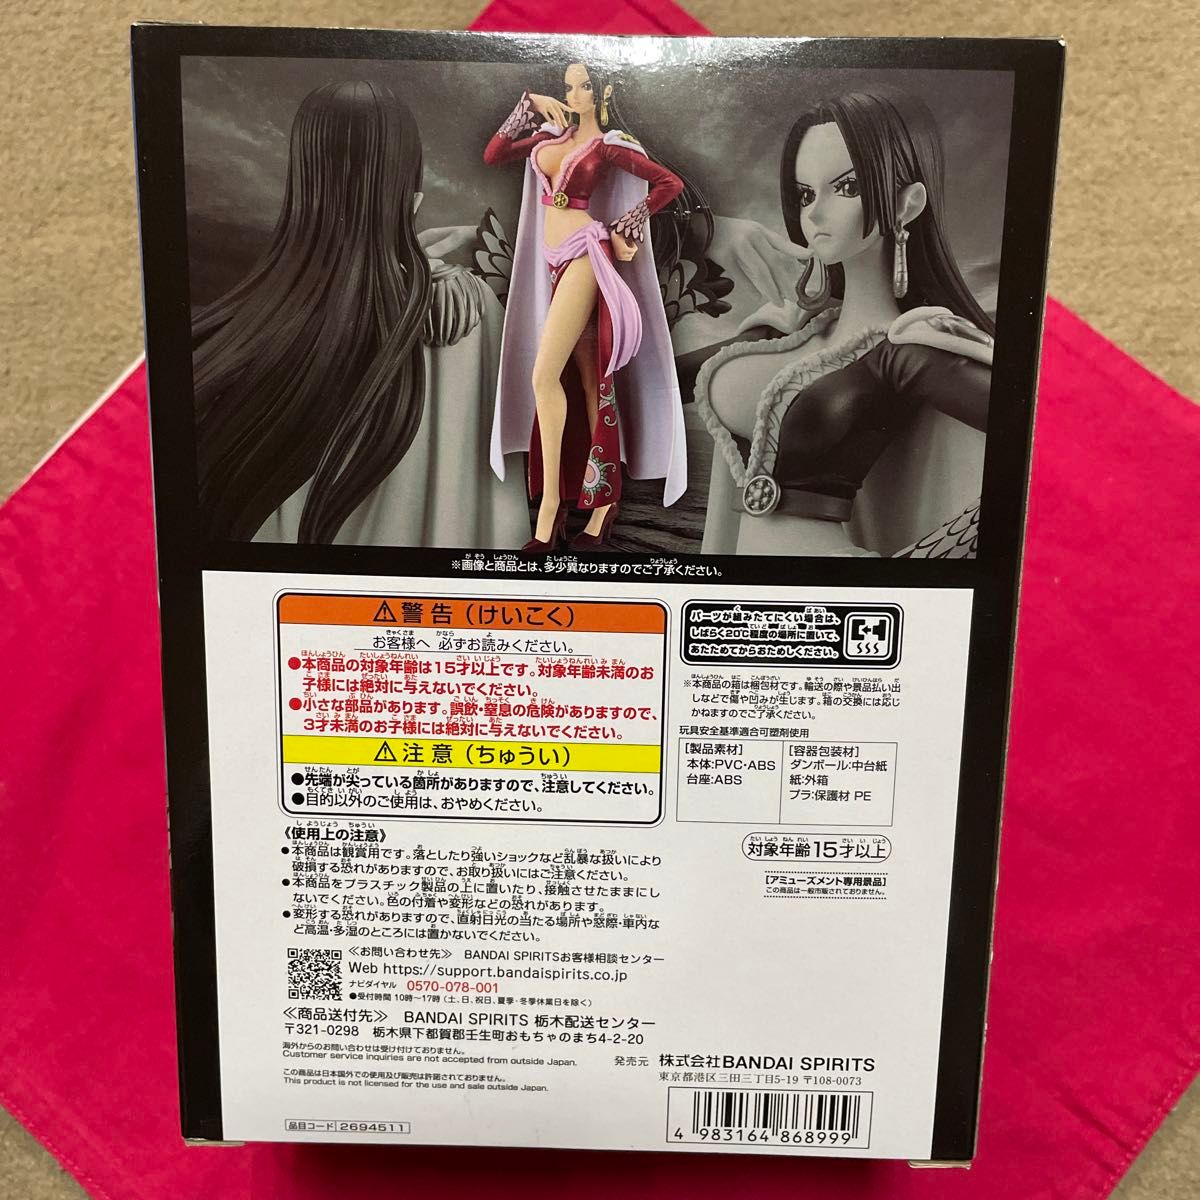 ※画像と商品とは、多少異なりますのでご了承ください。
⚠警告（けいこく）
お客様へ 必ずお読みください。
●本商品の対象年齢は15才以上です。対象年齢未満のお
子様には絶対に与えないでください。
●小さな部品があります。誤飲・窒息の危険がありますので、
3才未満のお子様には絶対に与えないでください。
⚠注意（ちゅうい）
●先端が尖っている箇所がありますので、注意してください。
●目的以外のご使用は、おやめください。
《使用上の注意》
●本商品は観賞用です。落としたり強いショックなど乱暴な扱いにより
破損する恐れがありますので、お取り扱いにはご注意ください。
●本商品をプラスチック製品の上に置いたり、接触させたままにし
ないでください。色の付着や変形などの恐れがあります。
●変形する恐れがありますので、直射日光の当たる場所や窓際・車内な
ど高温・多湿のところには置かないでください。
≪お問い合わせ先≫ BANDAI SPIRITSお客様相談センター
Web https://support.bandaispirits.co.jp
ナビダイヤル 0570-078-001
●受付時間 10時～17時（土、日、祝日、夏季・冬季休業日を除く）
≪商品送付先≫ BANDAI SPIRITS 栃木配送センター
〒321-0298 栃木県下都賀郡壬生町おもちゃのまち4-2-20
海外からのお問い合わせは受け付けておりません。
Customer service inquiries are not accepted from outside Japan.
この商品は日本国外での使用及び販売は許諾されておりません。
This product is not licensed for the use and sale outside Japan.
品目コード 2694511
パーツが組みたてにくい場合は、
しばらく20℃程度の場所に置いて、
あたためてからおためしください。
※本商品の箱は梱包材です。輸送の際や景品払い出
しなどで傷や凹みが生じます。箱の交換には応じ
かねますのでご了承ください。
玩具安全基準適合可塑剤使用
[製品素材]
本体:PVC・ABS
台座:ABS
[容器包装材]
ダンボール:中台紙
紙:外箱
プラ:保護材 PE
対象年齢15才以上
[アミューズメント専用景品]
この商品は一般市販されておりません。
発売元 株式会社BANDAI SPIRITS
東京都港区三田三丁目5-19 〒108-0073
4 983164 868999